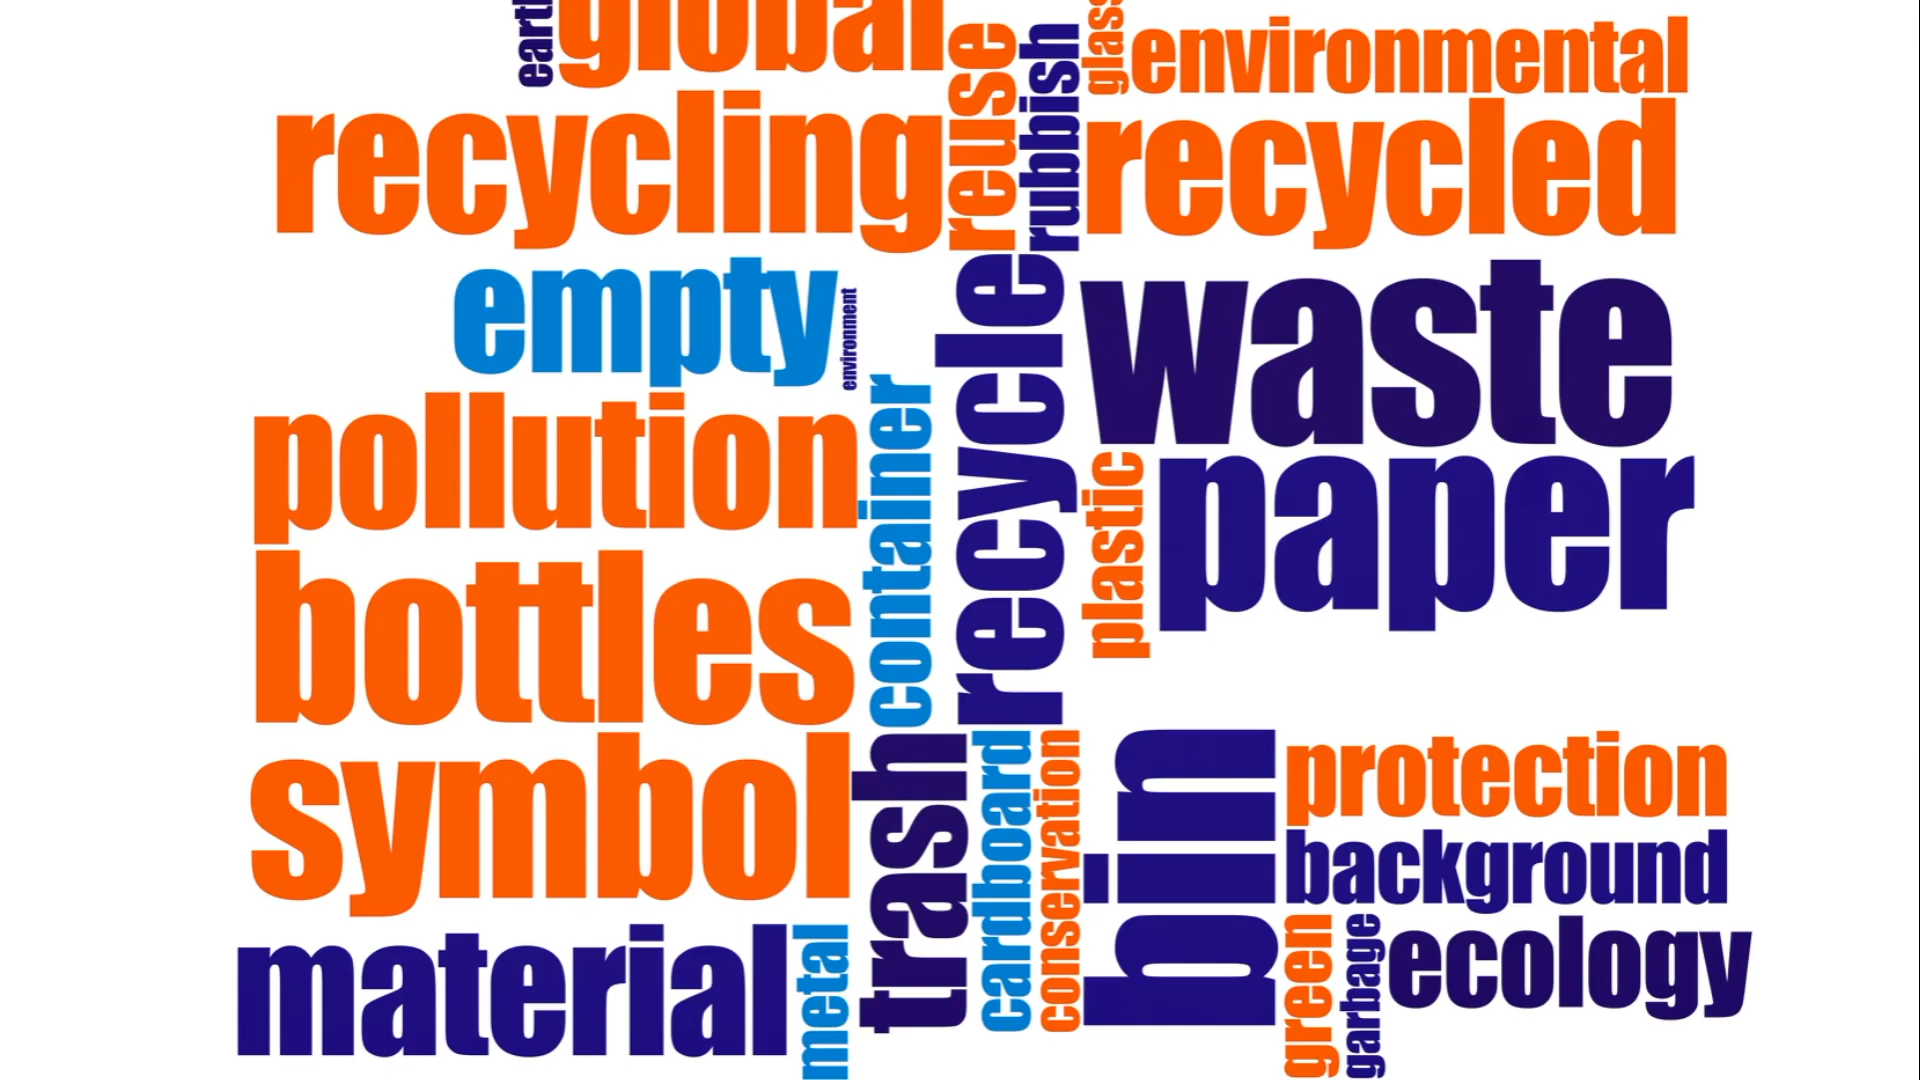 eart
global
reuse
rubbish
glass
environmental
recycling
recycled
empty
environment
recycle
waste
pollution
container
plastic
paper
bottles
symbol
trash
cardboard
conservation
bin
protection
background
material
metal
green
garbage
ecology